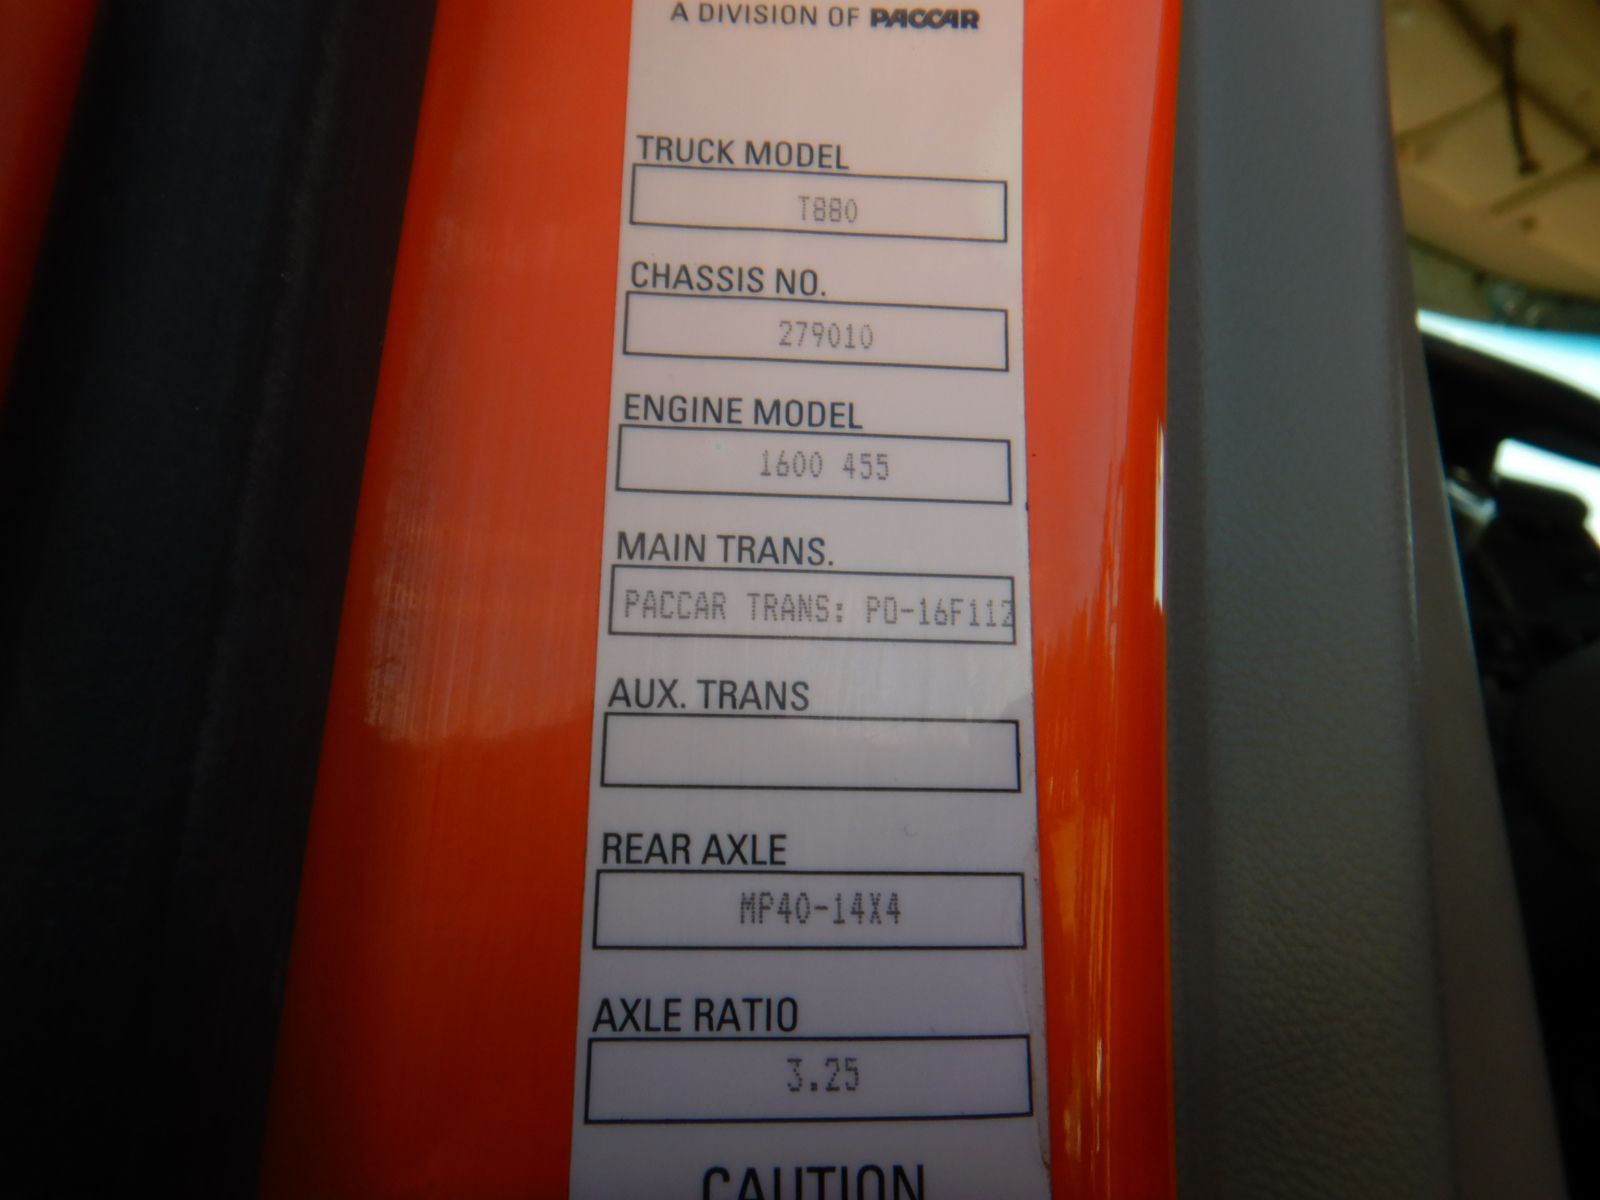 A DIVISION OF PACCAR
TRUCK MODEL
T880
CHASSIS NO.
279010
ENGINE MODEL
1600 455
MAIN TRANS.
PACCAR TRANS: PO-16F112
AUX. TRANS
REAR AXLE
MP40-14X4
AXLE RATIO
3.25
CAUTION